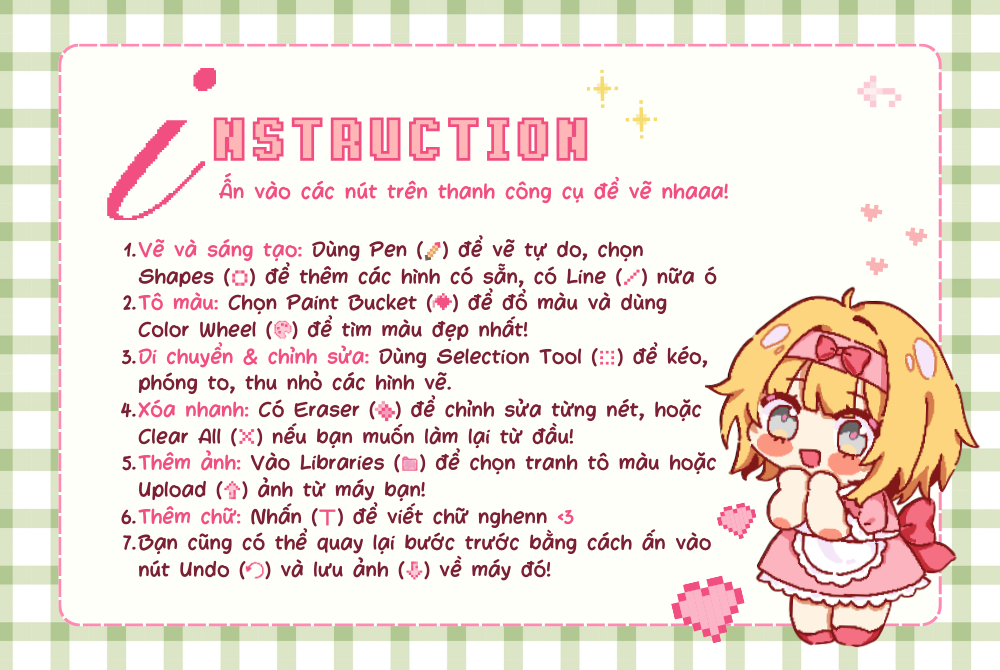 iNSTRUCTION
Ấn vào các nút trên thanh công cụ để vẽ nhaaa!
1.Vẽ và sáng tạo: Dùng Pen () để vẽ tự do, chọn
Shapes () để thêm các hình có sẵn, có Line () nữa ó
2.Tô màu: Chọn Paint Bucket () để đổ màu và dùng
Color Wheel () để tìm màu đẹp nhất!
3.Di chuyển & chỉnh sửa: Dùng Selection Tool () để kéo,
phóng to, thu nhỏ các hình vẽ.
4.Xóa nhanh: Có Eraser () để chỉnh sửa từng nét, hoặc
Clear All () nếu bạn muốn làm lại từ đầu!
5.Thêm ảnh: Vào Libraries () để chọn tranh tô màu hoặc
Upload () ảnh từ máy bạn!
6.Thêm chữ: Nhấn (T) để viết chữ nghenn <3
7.Bạn cũng có thể quay lại bước trước bằng cách ấn vào
nút Undo () và lưu ảnh () về máy đó!